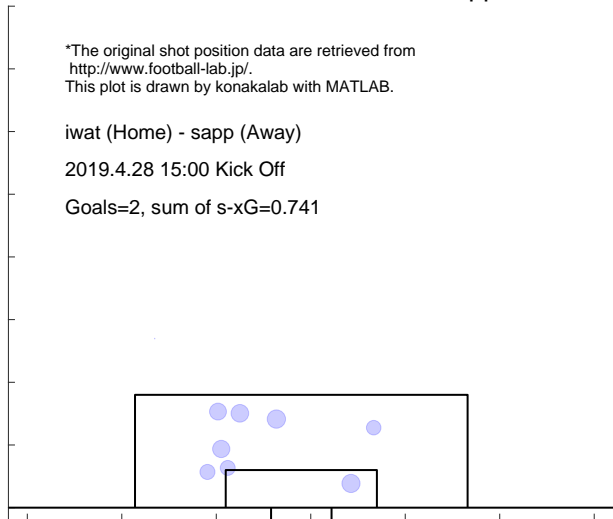 *The original shot position data are retrieved from
http://www.football-lab.jp/.
This plot is drawn by konakalab with MATLAB.
iwat (Home) - sapp (Away)
2019.4.28 15:00 Kick Off
Goals=2, sum of s-xG=0.741